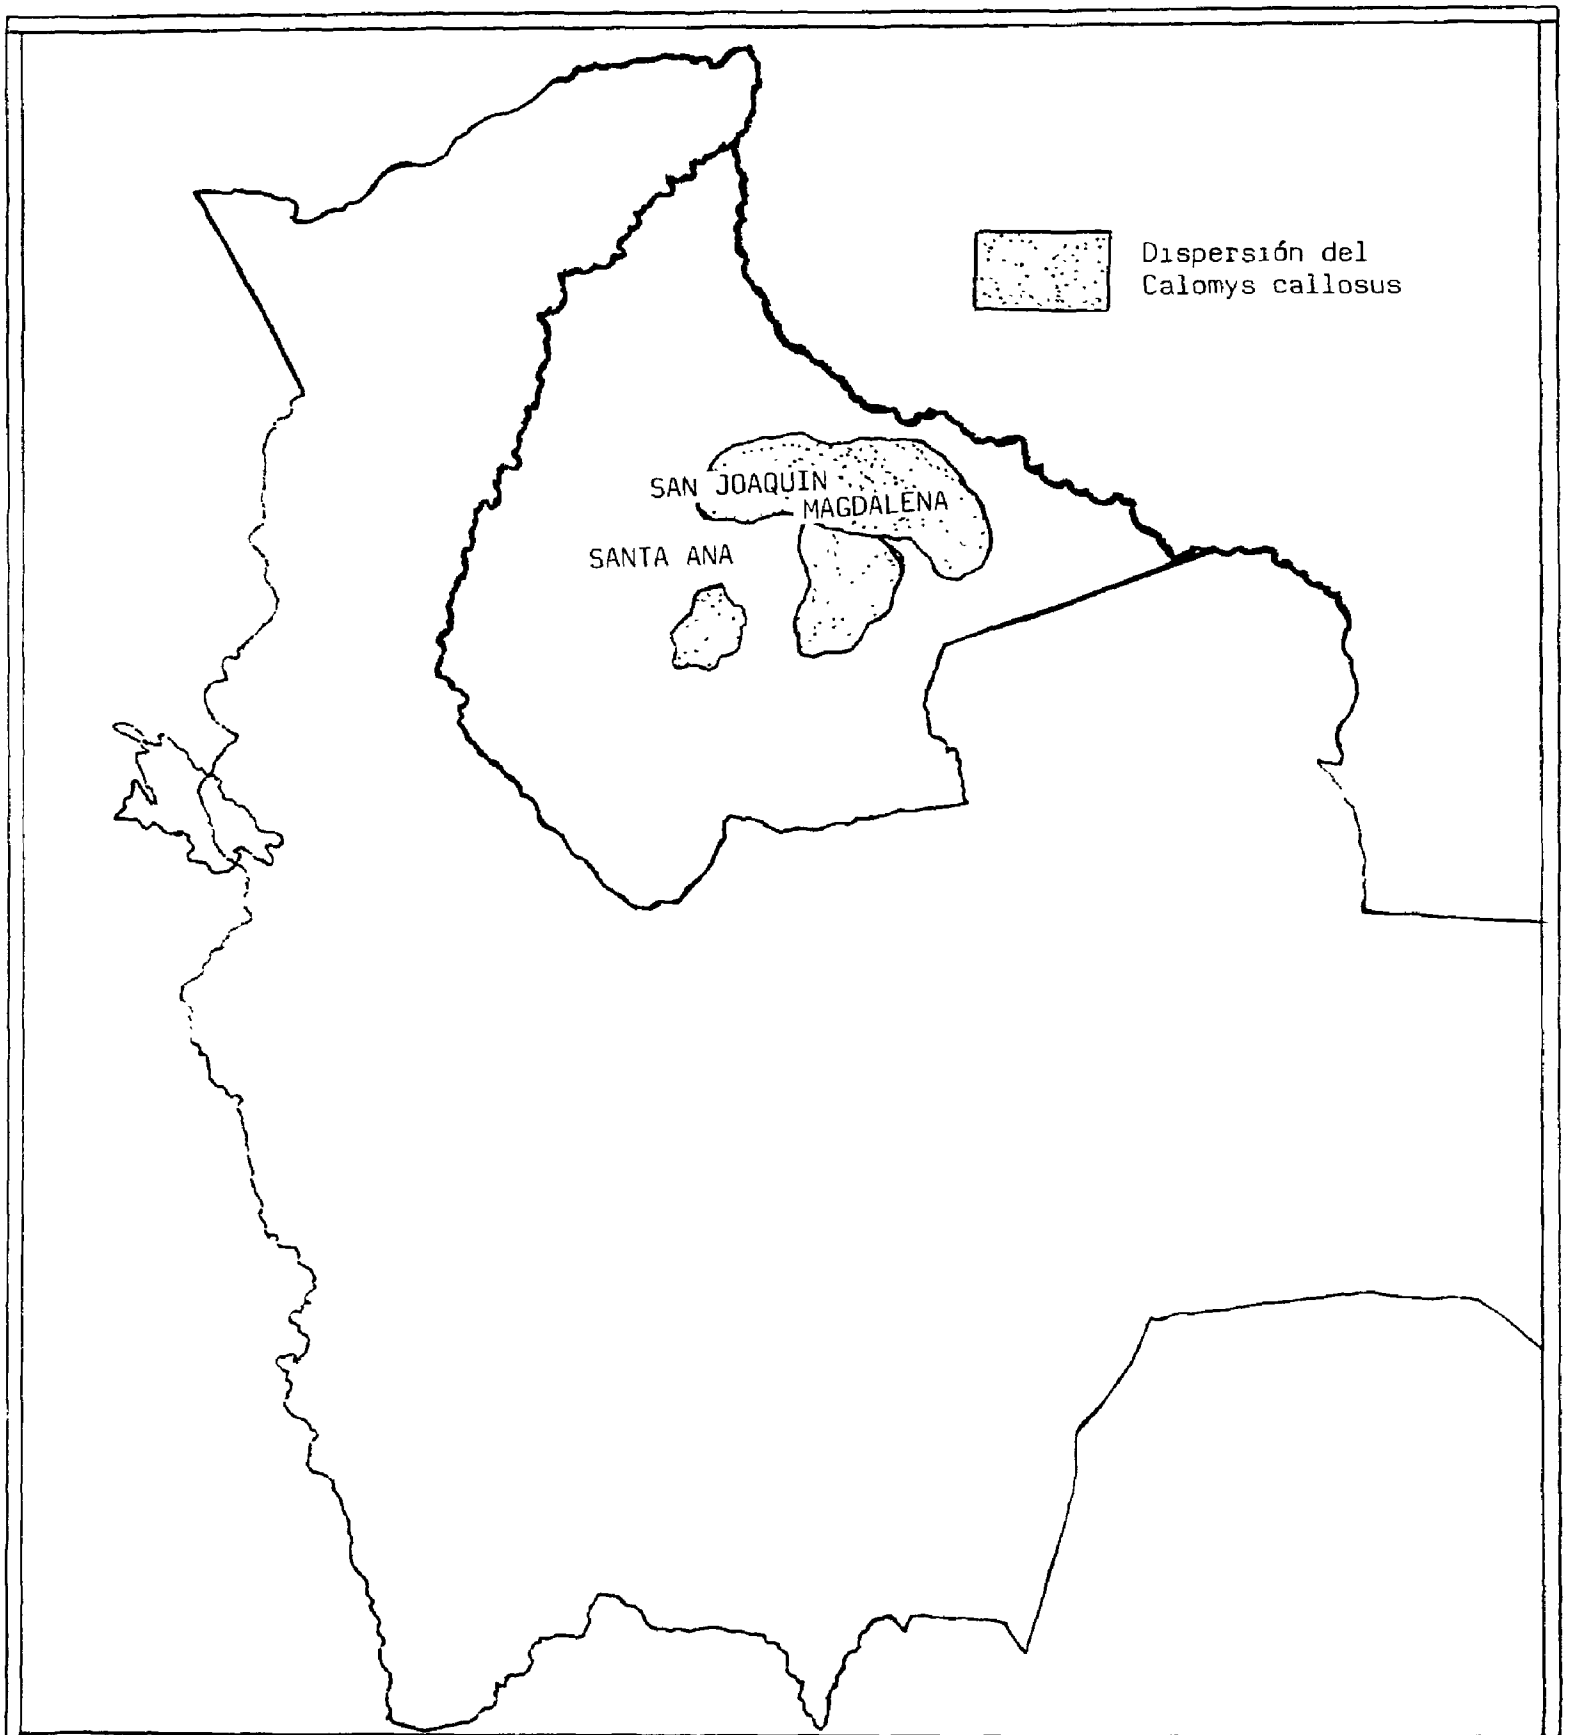 Dispersión del
Calomys callosus
SAN JOAQUIN
MAGDALENA
SANTA ANA